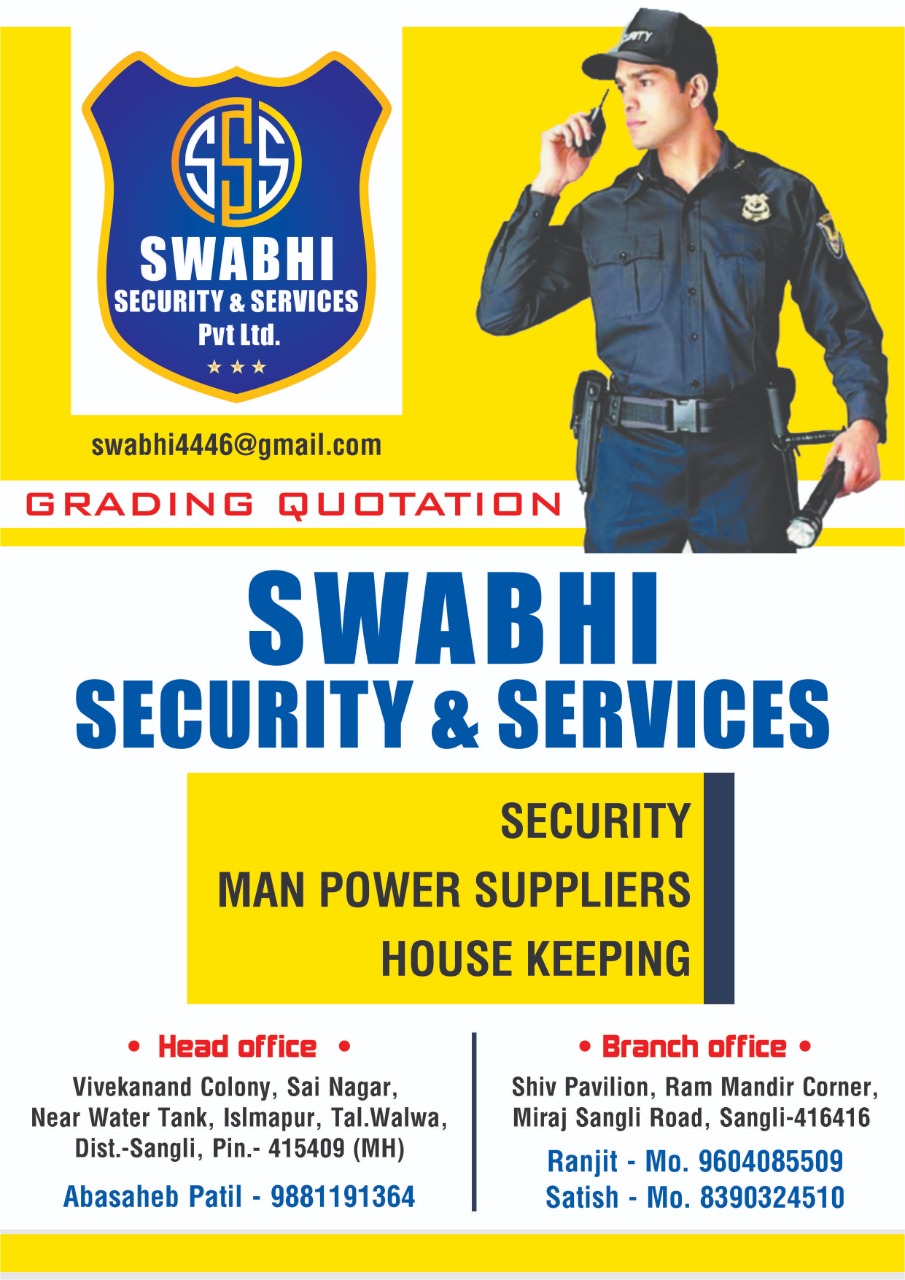 SSS
SWABHI
SECURITY & SERVICES
Pvt Ltd.
swabhi4446@gmail.com
GRADING QUOTATION
SWABHI
SECURITY & SERVICES
SECURITY
MAN POWER SUPPLIERS
HOUSE KEEPING
• Head office •
Vivekanand Colony, Sai Nagar,
Near Water Tank, Islmapur, Tal.Walwa,
Dist.-Sangli, Pin.- 415409 (MH)
Abasaheb Patil - 9881191364
• Branch office •
Shiv Pavilion, Ram Mandir Corner,
Miraj Sangli Road, Sangli-416416
Ranjit - Mo. 9604085509
Satish - Mo. 8390324510